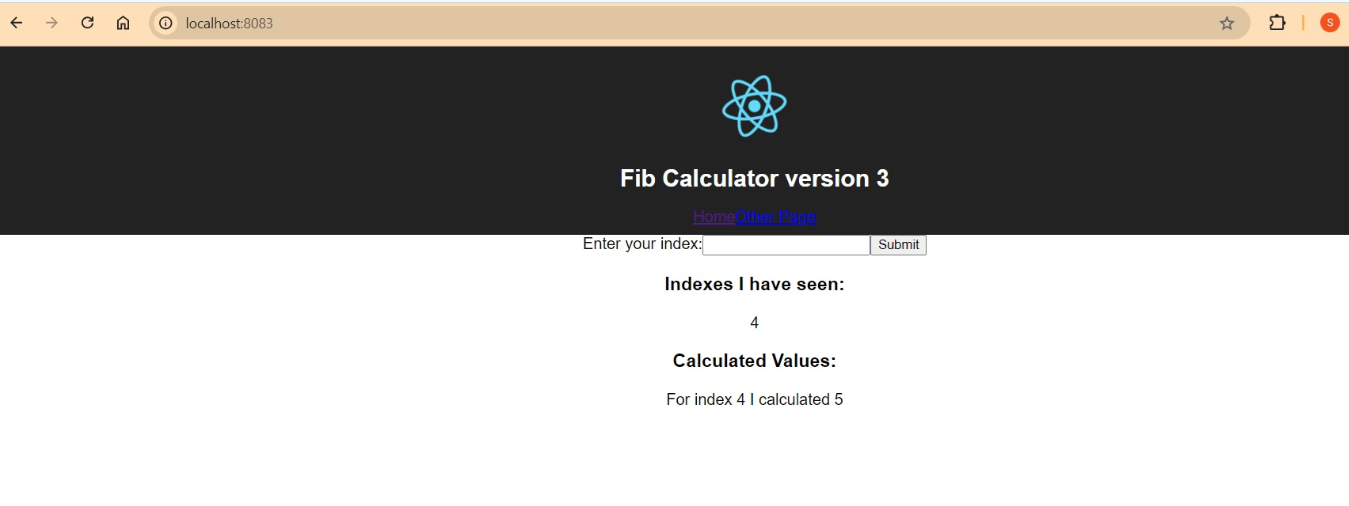 localhost:8083
S
Fib Calculator version 3
HomeOther Page
Enter your index: Submit
Indexes I have seen:
4
Calculated Values:
For index 4 I calculated 5